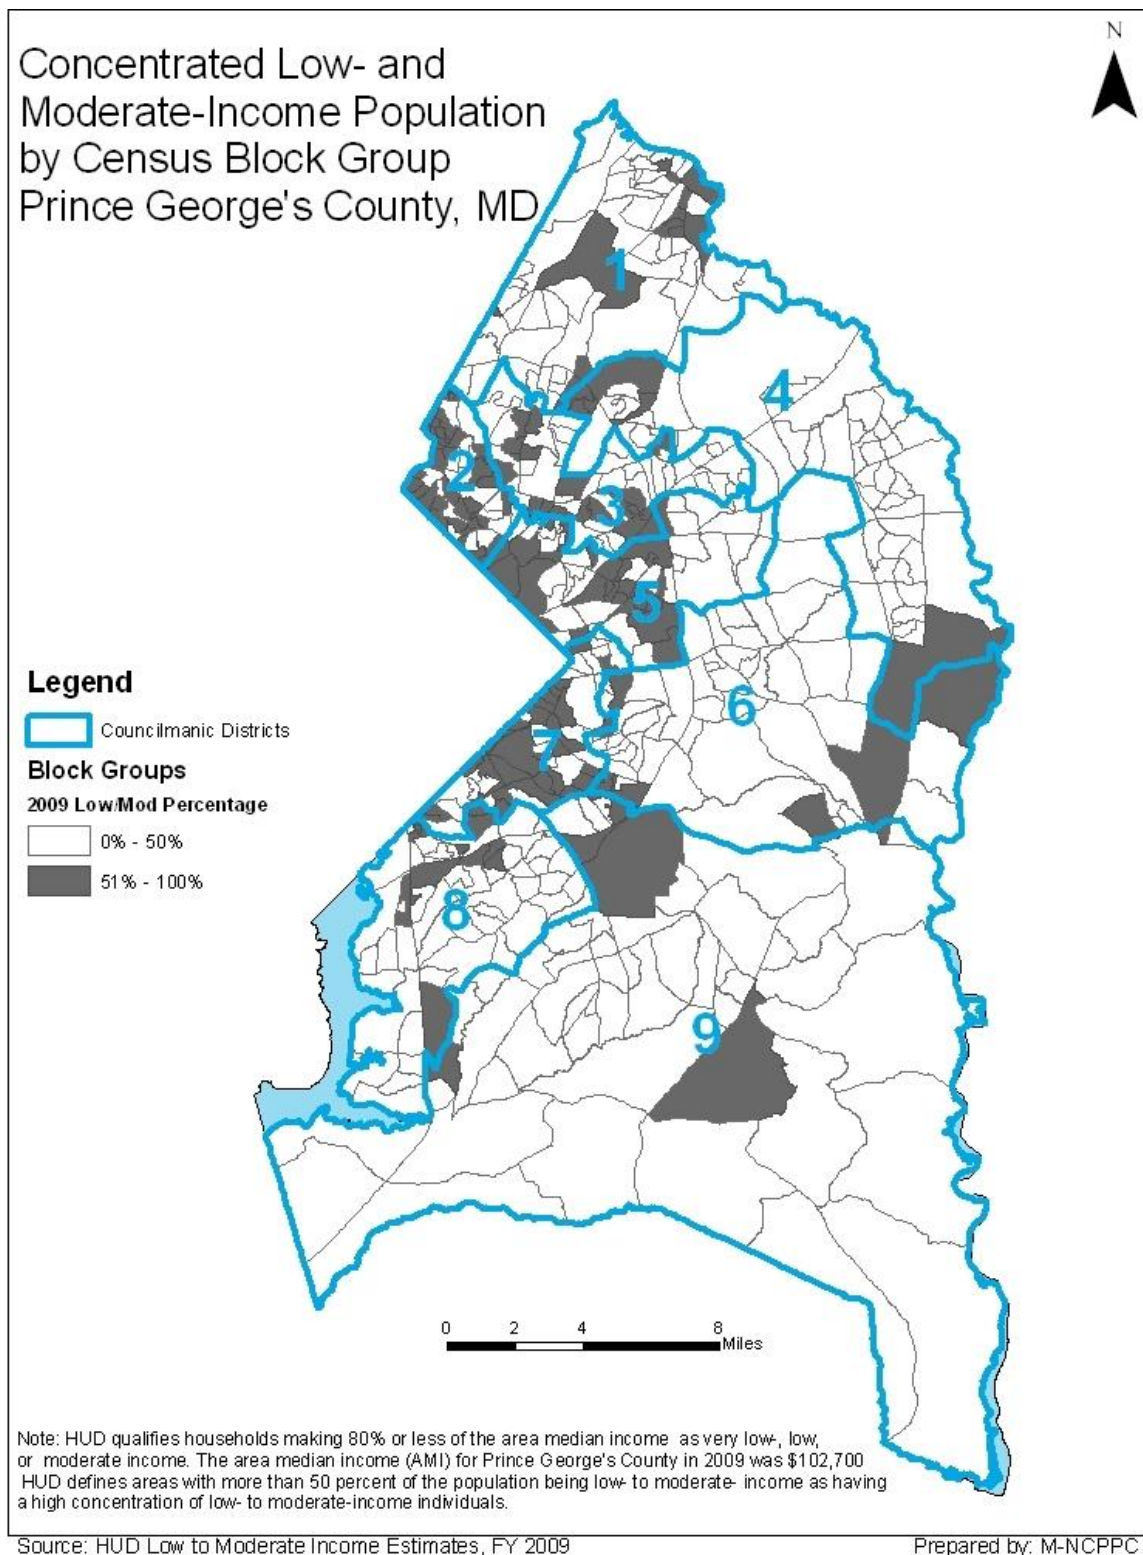 N
Concentrated Low- and
Moderate-Income Population
by Census Block Group
Prince George's County, MD
1
4
2
3
5
6
7
8
9
Legend
Councilmanic Districts
Block Groups
2009 Low/Mod Percentage
0% - 50%
51% - 100%
0 2 4 8
Miles
Note: HUD qualifies households making 80% or less of the area median income as very low-, low,
or moderate income. The area median income (AMI) for Prince George's County in 2009 was $102,700
HUD defines areas with more than 50 percent of the population being low- to moderate- income as having
a high concentration of low- to moderate-income individuals.
Source: HUD Low to Moderate Income Estimates, FY 2009 Prepared by: M-NCPPC